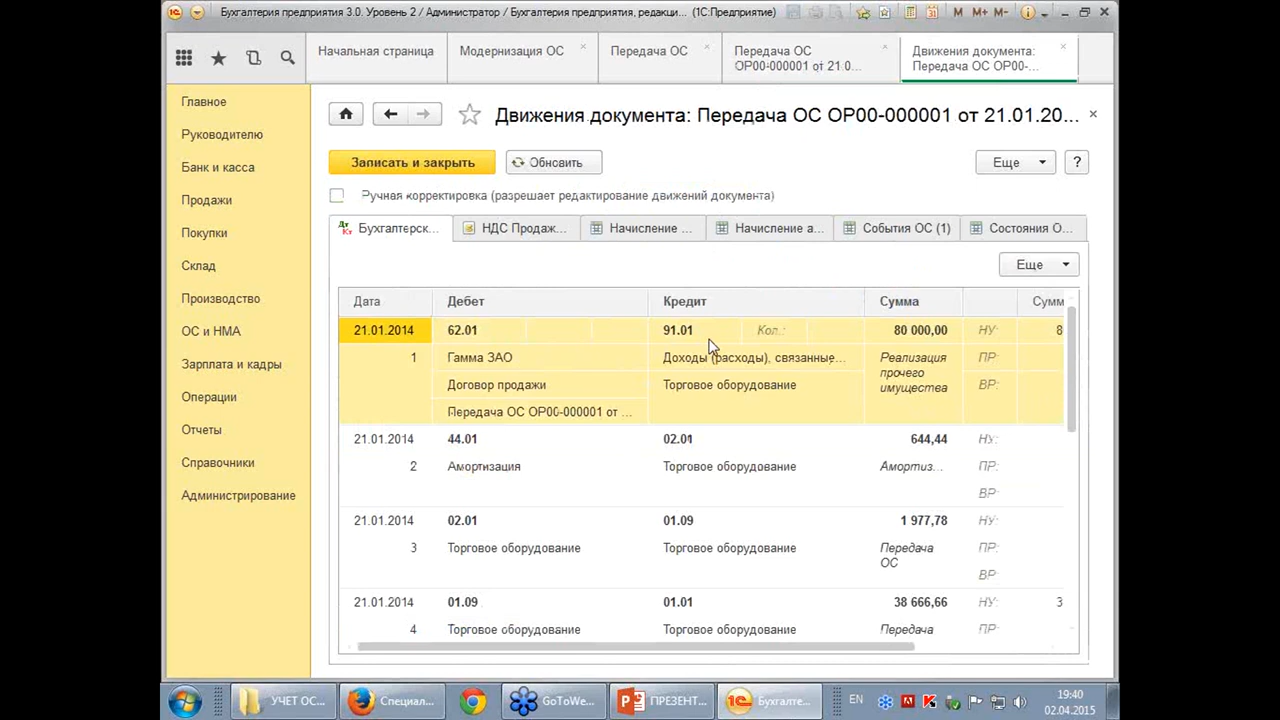 Бухгалтерия предприятия 3.0. Уровень 2 / Администратор / Бухгалтерия предприятия, редакци... (1С:Предприятие)
M M+ M-
Начальная страница
Модернизация ОС
Передача ОС
Передача ОС
ОР00-000001 от 21.0...
Движения документа:
Передача ОС ОР00-...
Главное
Руководителю
Банк и касса
Продажи
Покупки
Склад
Производство
ОС и НМА
Зарплата и кадры
Операции
Отчеты
Справочники
Администрирование
Движения документа: Передача ОС ОР00-000001 от 21.01.20...
Записать и закрыть
Обновить
Еще
?
Ручная корректировка (разрешает редактирование движений документа)
Дт
Кт
Бухгалтерск...
НДС Продаж...
Начисление ...
Начисление а...
События ОС (1)
Состояния О...
Еще
Дата Дебет Кредит Сумма Сумм
21.01.2014 62.01 91.01 Кол.: 80 000,00 НУ: 8
1 Гамма ЗАО Доходы (расходы), связанные... Реализация прочего имущества ПР:
Договор продажи Торговое оборудование ВР:
Передача ОС ОР00-000001 от ...
21.01.2014 44.01 02.01 644,44 НУ:
2 Амортизация Торговое оборудование Амортиз... ПР:
ВР:
21.01.2014 02.01 01.09 1 977,78 НУ:
3 Торговое оборудование Торговое оборудование Передача ОС ПР:
ВР:
21.01.2014 01.09 01.01 38 666,66 НУ: 3
4 Торговое оборудование Торговое оборудование Передача ПР:
УЧЕТ ОС...
Специал...
GoToWe...
ПРЕЗЕНТ...
Бухгалте...
EN
19:40
02.04.2015